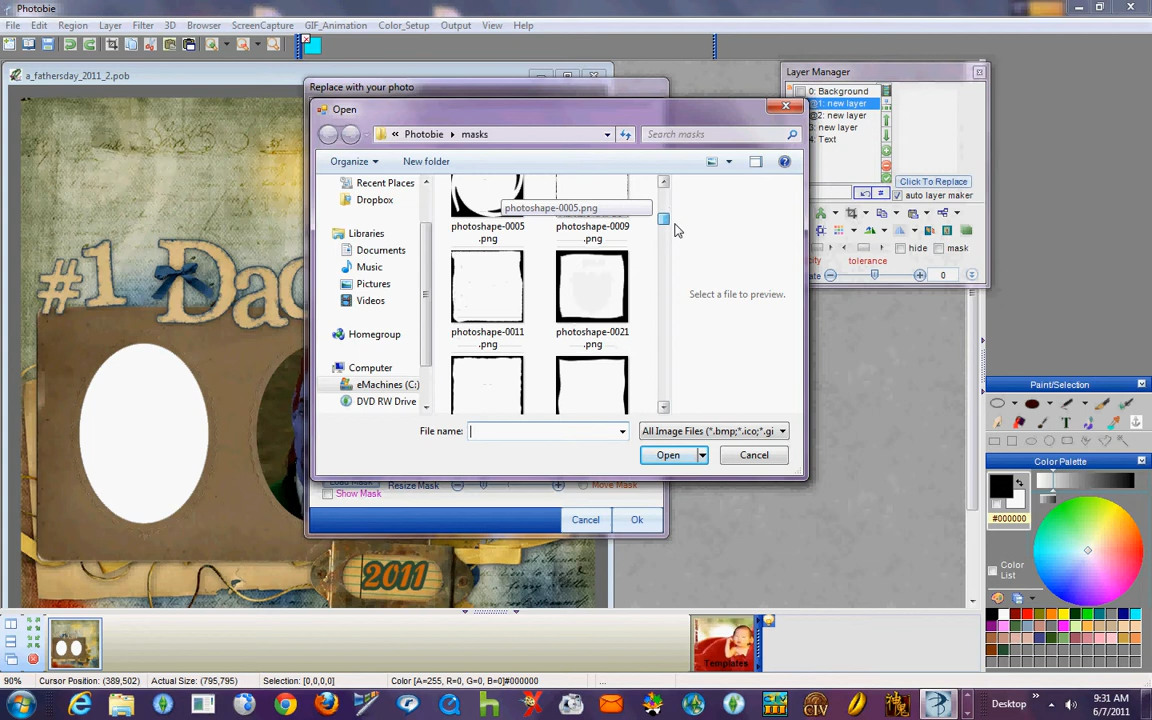 Photobie
File Edit Region Layer Filter 3D Browser ScreenCapture GIF_Animation Color_Setup Output View Help
a_fathersday_2011_2.pob
Replace with your photo
Layer Manager
Open
0: Background
@1: new layer
@2: new layer
3: new layer
4: Text
« Photobie masks
Search masks
Organize
New folder
Click To Replace
auto layer maker
Recent Places
Dropbox
Libraries
Documents
Music
Pictures
Videos
Homegroup
Computer
eMachines (C:)
DVD RW Drive
photoshape-0005.png
photoshape-0005
.png
photoshape-0009
.png
photoshape-0011
.png
photoshape-0021
.png
Select a file to preview.
hide
mask
tolerance
0
File name:
All Image Files (*.bmp;*.ico;*.gi
Open
Cancel
Resize Mask
Move Mask
Show Mask
Cancel
Ok
#1 Dad
2011
Paint/Selection
Color Palette
#000000
Color
List
Templates
90% Cursor Position: (389,502) Actual Size: (795,795) Selection: [0,0,0,0] Color [A=255, R=0, G=0, B=0]#000000 ...
CIV
Desktop
9:31 AM
6/7/2011